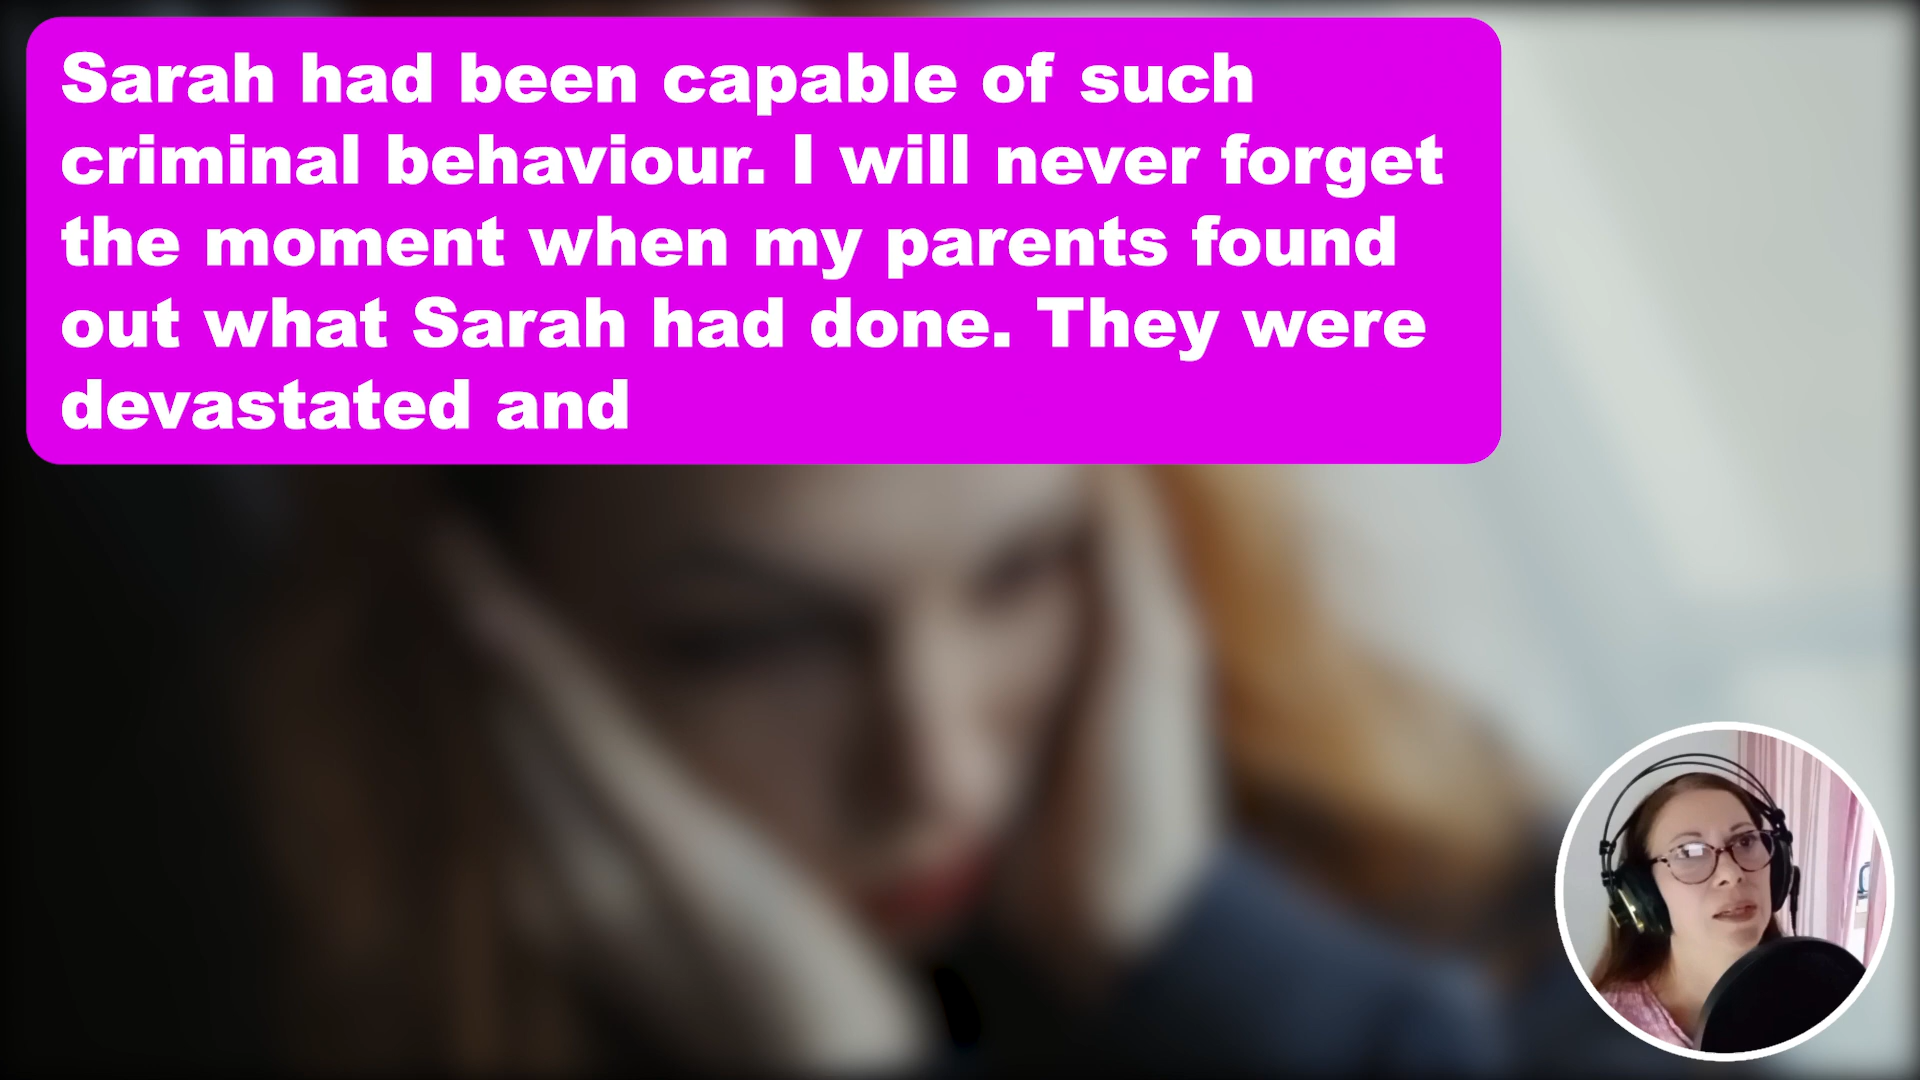 Sarah had been capable of such
criminal behaviour. I will never forget
the moment when my parents found
out what Sarah had done. They were
devastated and